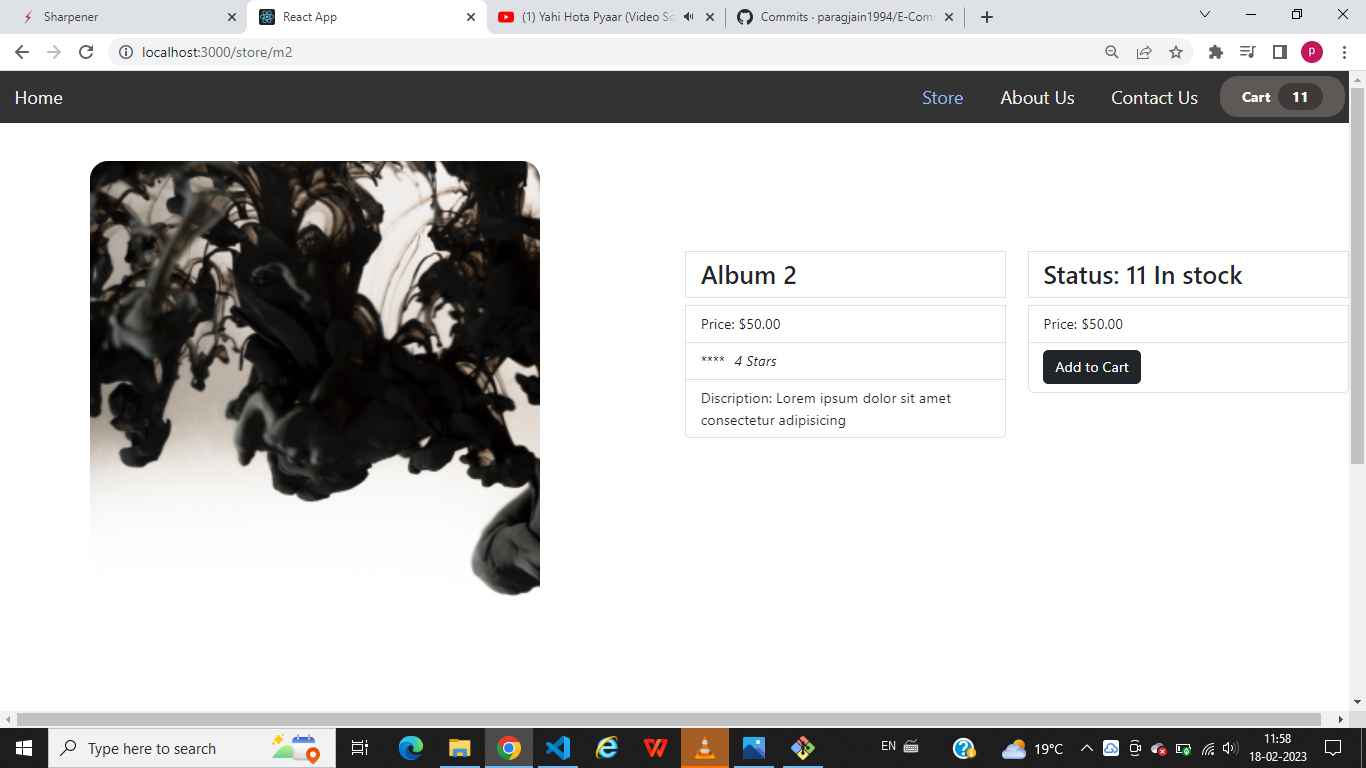 Sharpener
React App
(1) Yahi Hota Pyaar (Video So
Commits · paragjain1994/E-Com
localhost:3000/store/m2
P
Home
Store
About Us
Contact Us
Cart 11
Album 2
Price: $50.00
**** 4 Stars
Discription: Lorem ipsum dolor sit amet
consectetur adipisicing
Status: 11 In stock
Price: $50.00
Add to Cart
Type here to search
EN
19°C
11:58
18-02-2023